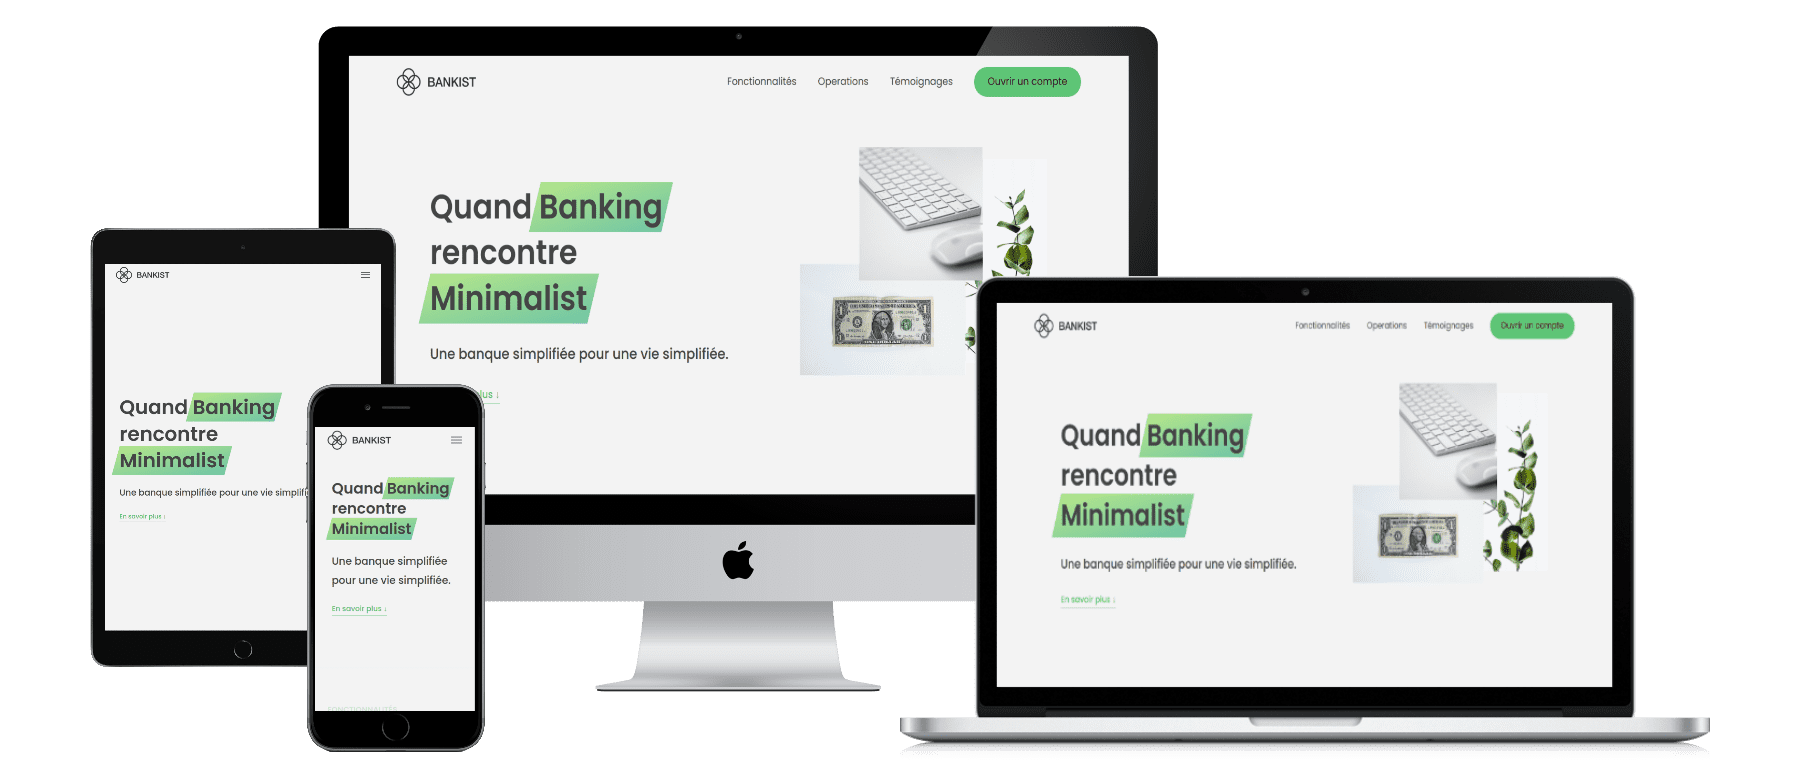 BANKIST
Fonctionnalités
Operations
Témoignages
Ouvrir un compte
Quand Banking
rencontre
Minimalist
Une banque simplifiée pour une vie simplifiée.
plus ↓
BANKIST
Quand Banking
rencontre
Minimalist
Une banque simplifiée pour une vie simplif
En savoir plus ↓
BANKIST
Quand Banking
rencontre
Minimalist
Une banque simplifiée
pour une vie simplifiée.
En savoir plus ↓
FONCTIONNALITÉS
BANKIST
Fonctionnalités
Operations
Témoignages
Ouvrir un compte
Quand Banking
rencontre
Minimalist
Une banque simplifiée pour une vie simplifiée.
En savoir plus ↓